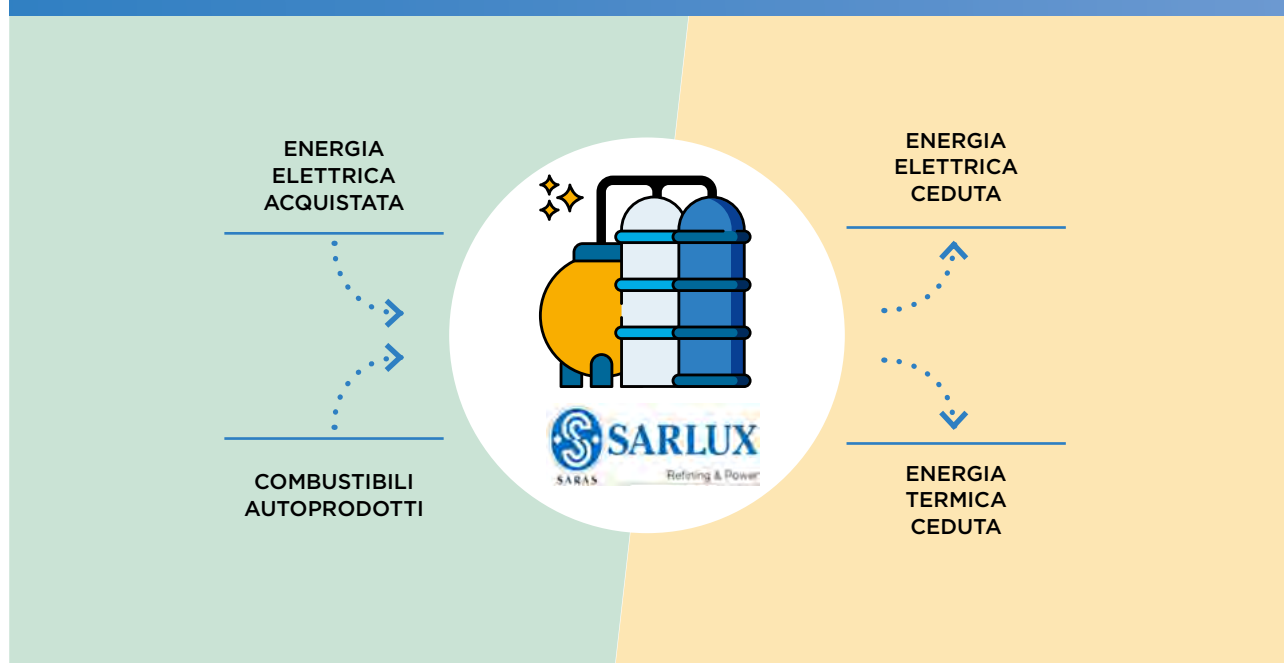 ENERGIA
ELETTRICA
ACQUISTATA
COMBUSTIBILI
AUTOPRODOTTI
SARLUX
SARAS
Refining & Power
ENERGIA
ELETTRICA
CEDUTA
ENERGIA
TERMICA
CEDUTA